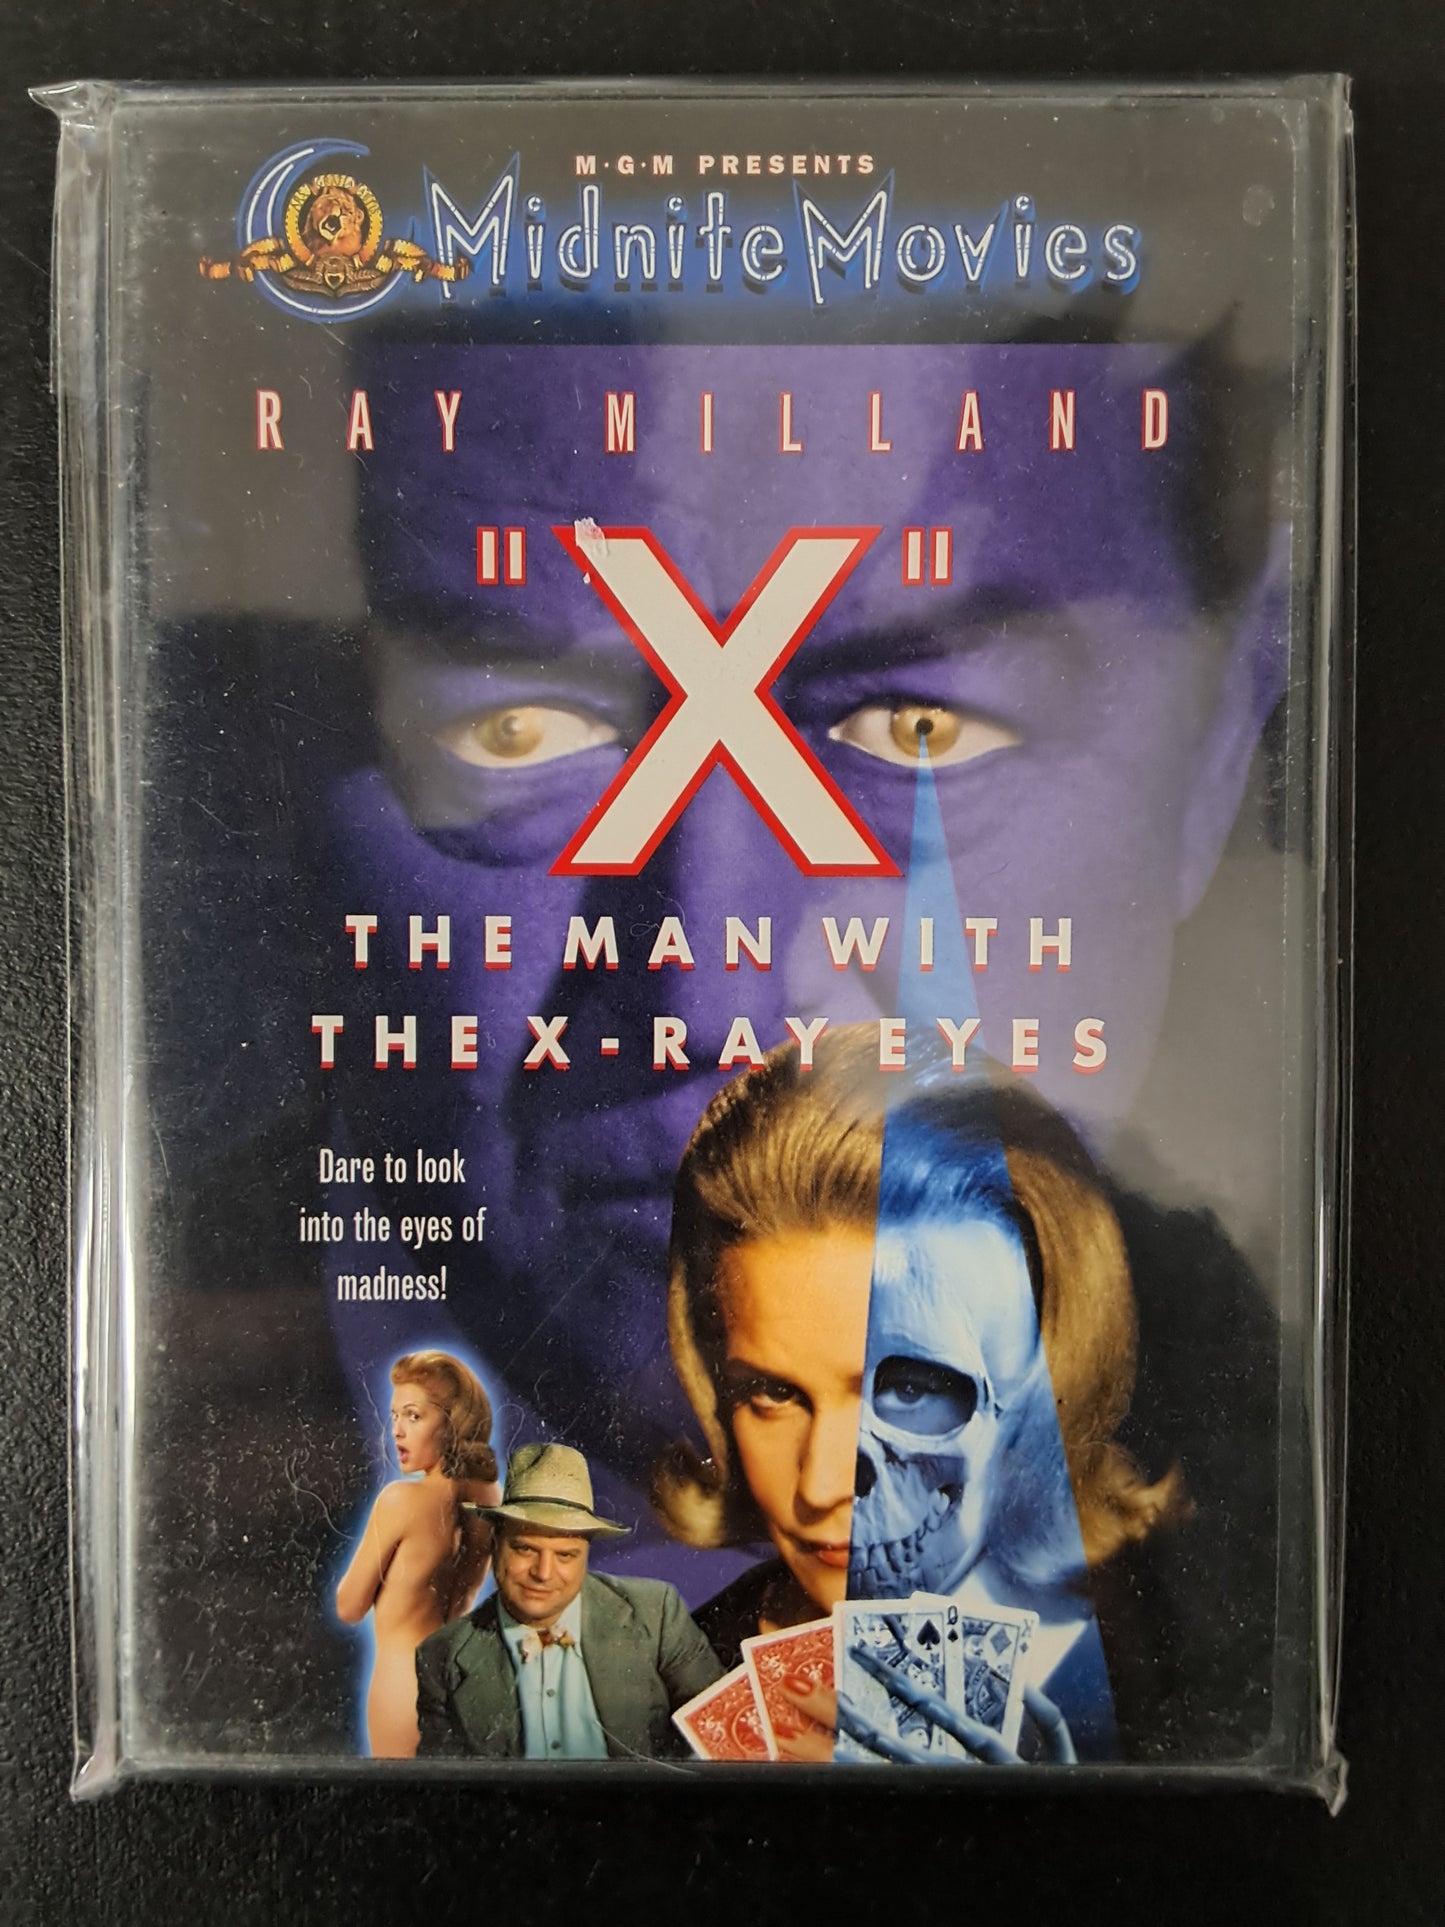 M·G·M PRESENTS
Midnite Movies
RAY MILLAND
"X"
THE MAN WITH
THE X-RAY EYES
Dare to look
into the eyes of
madness!
A Q K